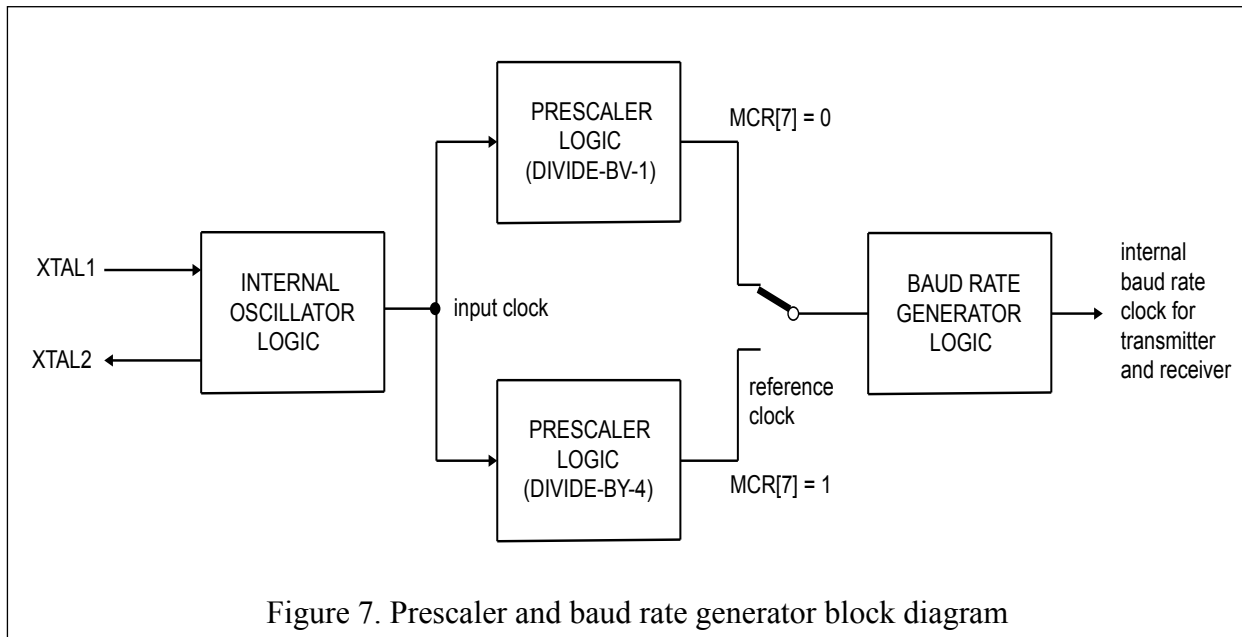 PRESCALER
LOGIC
(DIVIDE-BV-1)
MCR[7] = 0
XTAL1
XTAL2
INTERNAL
OSCILLATOR
LOGIC
input clock
BAUD RATE
GENERATOR
LOGIC
internal
baud rate
clock for
transmitter
and receiver
reference
clock
PRESCALER
LOGIC
(DIVIDE-BY-4)
MCR[7] = 1
Figure 7. Prescaler and baud rate generator block diagram